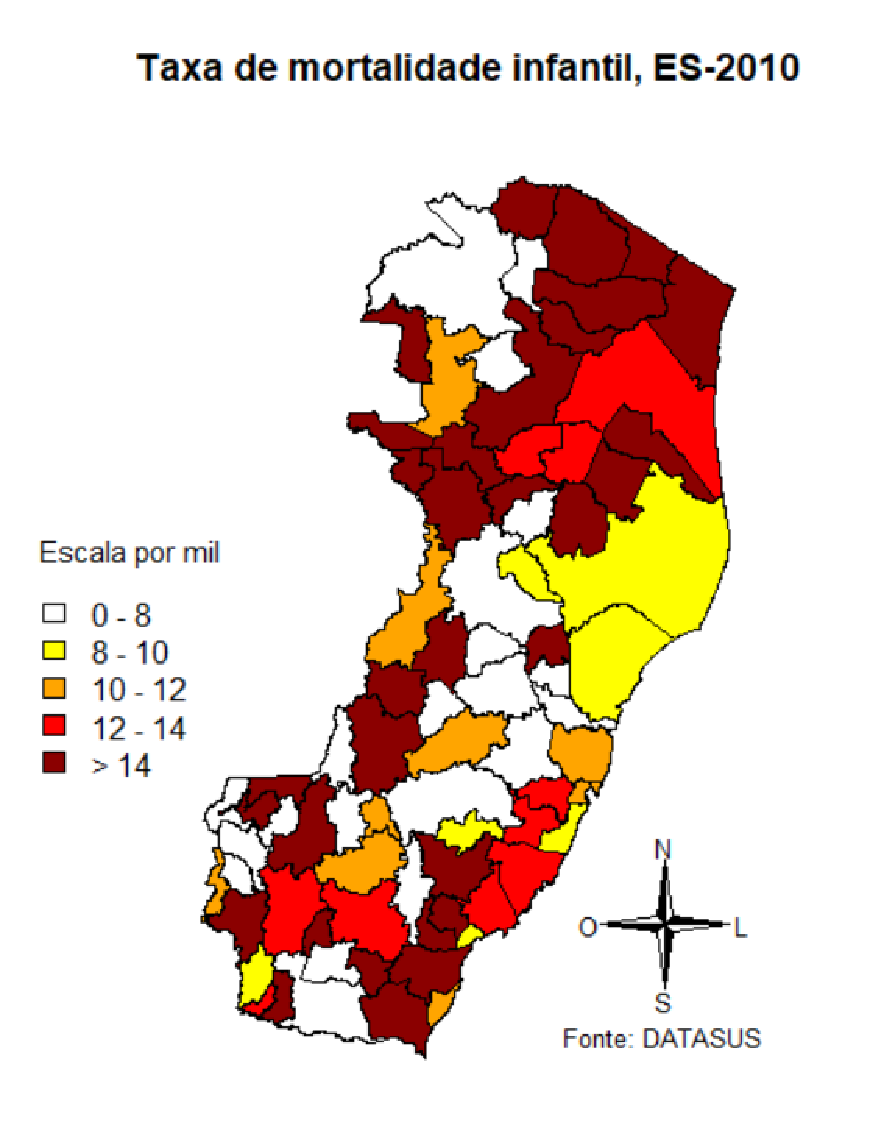 Taxa de mortalidade infantil, ES-2010
Escala por mil
0 - 8
8 - 10
10 - 12
12 - 14
> 14
N
O
L
S
Fonte: DATASUS